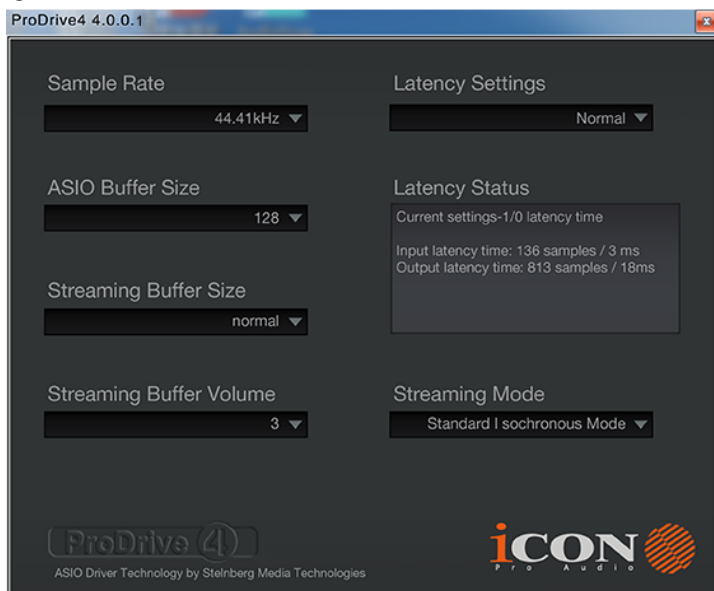 ProDrive4 4.0.0.1
Sample Rate
44.41kHz
ASIO Buffer Size
128
Streaming Buffer Size
normal
Streaming Buffer Volume
3
Latency Settings
Normal
Latency Status
Current settings-1/0 latency time
Input latency time: 136 samples / 3 ms
Output latency time: 813 samples / 18ms
Streaming Mode
Standard I sochronous Mode
ProDrive 4
ASIO Driver Technology by Steinberg Media Technologies
iCON
Pro Audio